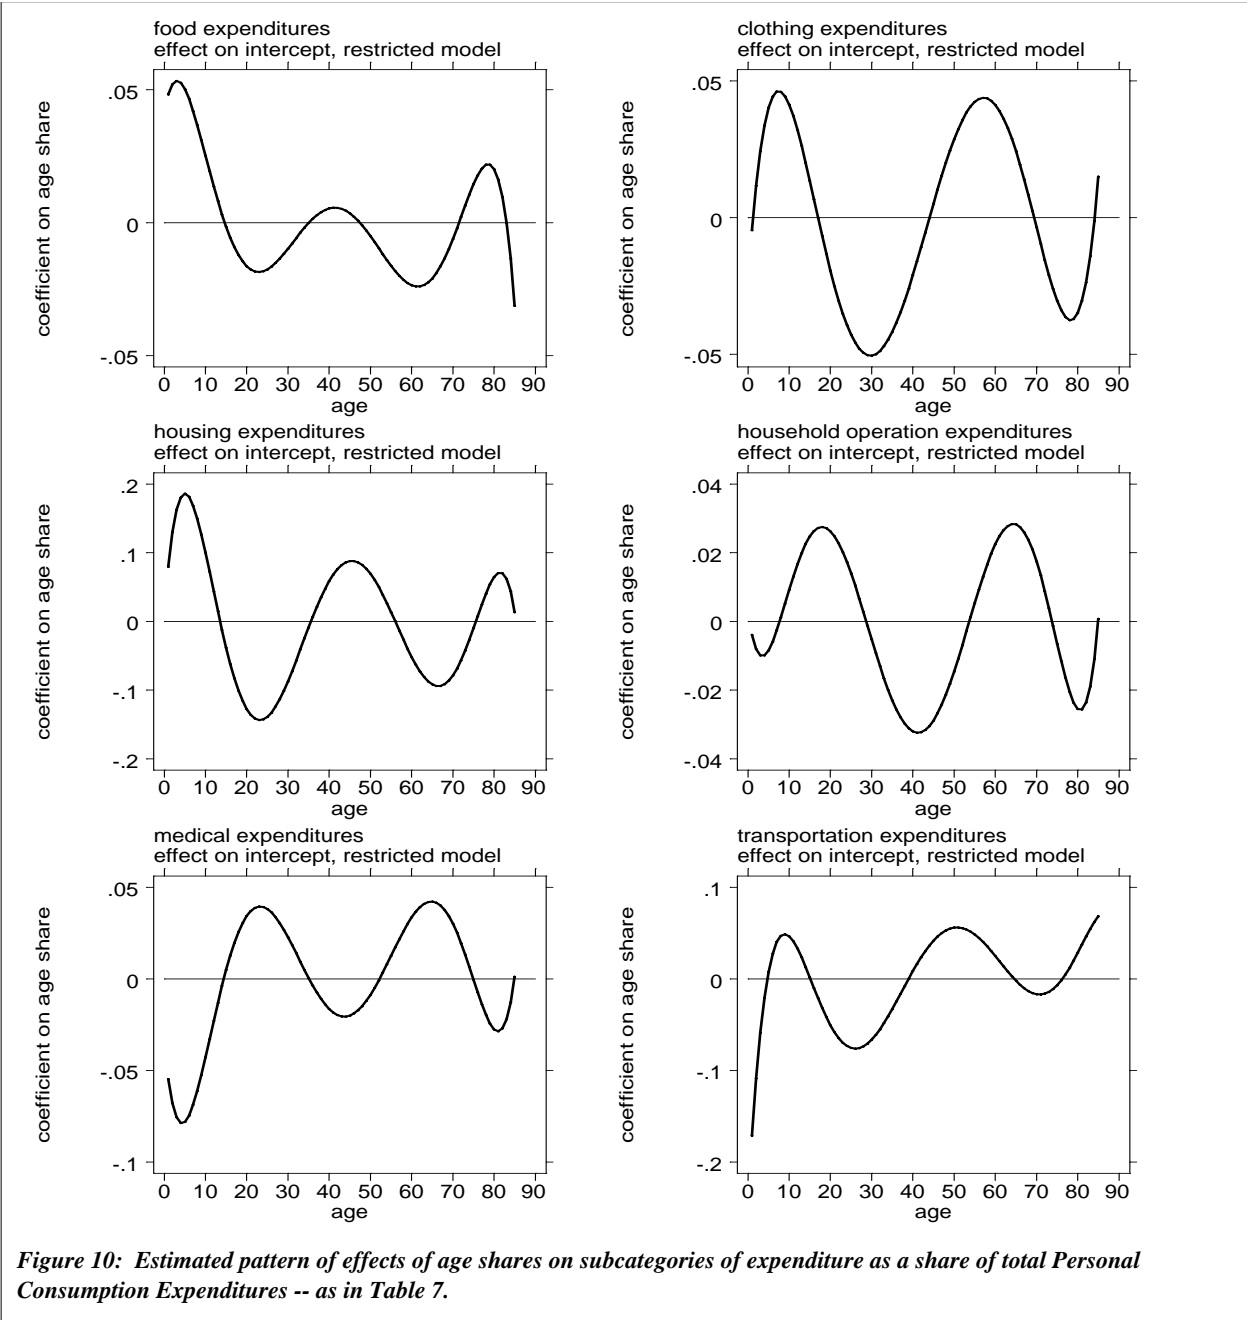 food expenditures
effect on intercept, restricted model
coefficient on age share
.05
0
-.05
0 10 20 30 40 50 60 70 80 90
age
clothing expenditures
effect on intercept, restricted model
coefficient on age share
.05
0
-.05
0 10 20 30 40 50 60 70 80 90
age
housing expenditures
effect on intercept, restricted model
coefficient on age share
.2
.1
0
-.1
-.2
0 10 20 30 40 50 60 70 80 90
age
household operation expenditures
effect on intercept, restricted model
coefficient on age share
.04
.02
0
-.02
-.04
0 10 20 30 40 50 60 70 80 90
age
medical expenditures
effect on intercept, restricted model
coefficient on age share
.05
0
-.05
-.1
0 10 20 30 40 50 60 70 80 90
age
transportation expenditures
effect on intercept, restricted model
coefficient on age share
.1
0
-.1
-.2
0 10 20 30 40 50 60 70 80 90
age
Figure 10:  Estimated pattern of effects of age shares on subcategories of expenditure as a share of total Personal
Consumption Expenditures -- as in Table 7.